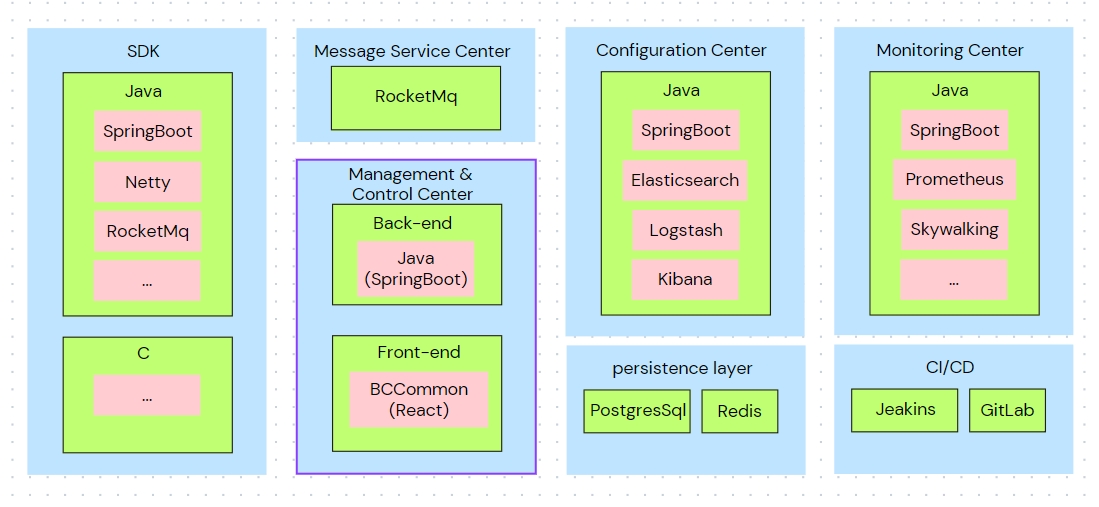 SDK
Java
SpringBoot
Netty
RocketMq
...
C
...
Message Service Center
RocketMq
Management &
Control Center
Back-end
Java
(SpringBoot)
Front-end
BCCommon
(React)
Configuration Center
Java
SpringBoot
Elasticsearch
Logstash
Kibana
persistence layer
PostgresSql
Redis
Monitoring Center
Java
SpringBoot
Prometheus
Skywalking
...
CI/CD
Jeakins
GitLab